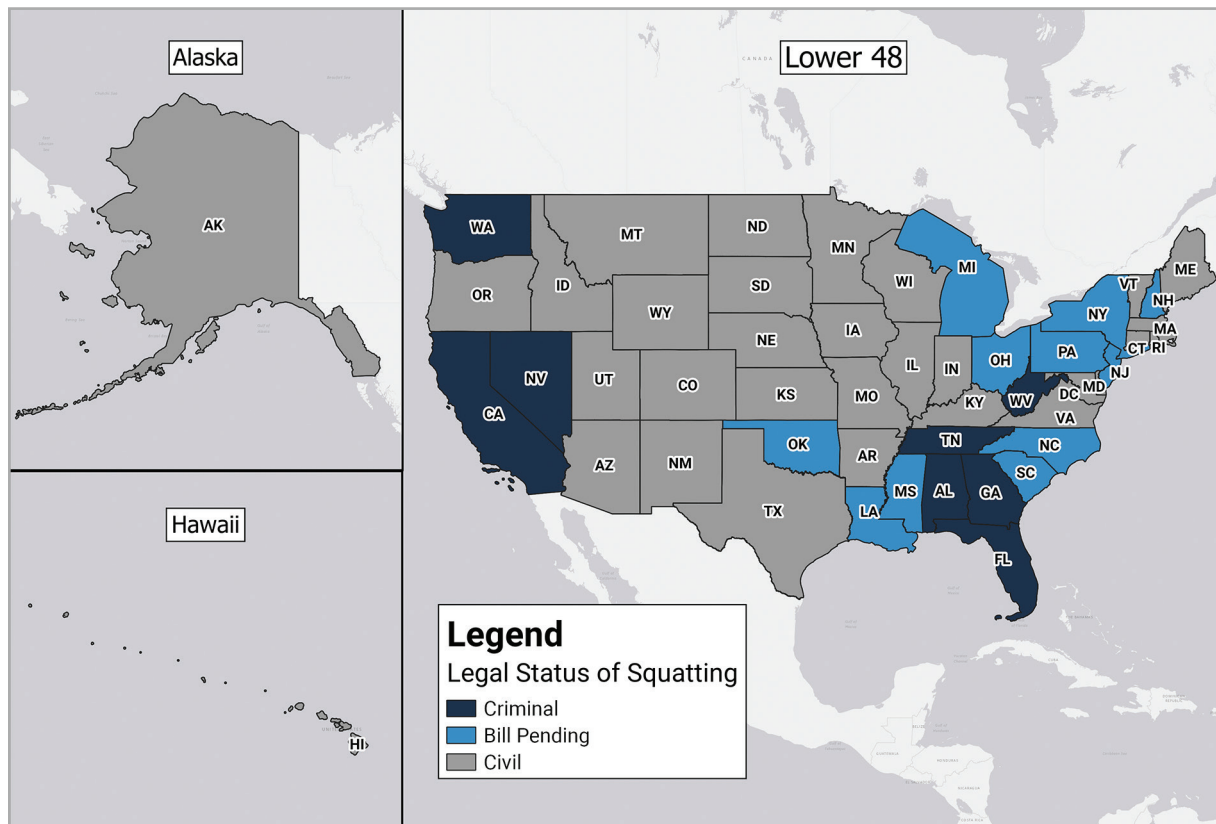 Alaska
Lower 48
CANADA
AK
WA
MT
ND
MN
ME
OR
ID
SD
WI
MI
VT
NH
NY
WY
IA
MA
NE
CT
RI
PA
NV
UT
CO
IL
IN
OH
NJ
CA
KS
MO
WV
DC
MD
KY
VA
AZ
NM
OK
AR
TN
NC
SC
MS
AL
GA
LA
TX
FL
Hawaii
HI
Legend
Legal Status of Squatting
Criminal
Bill Pending
Civil